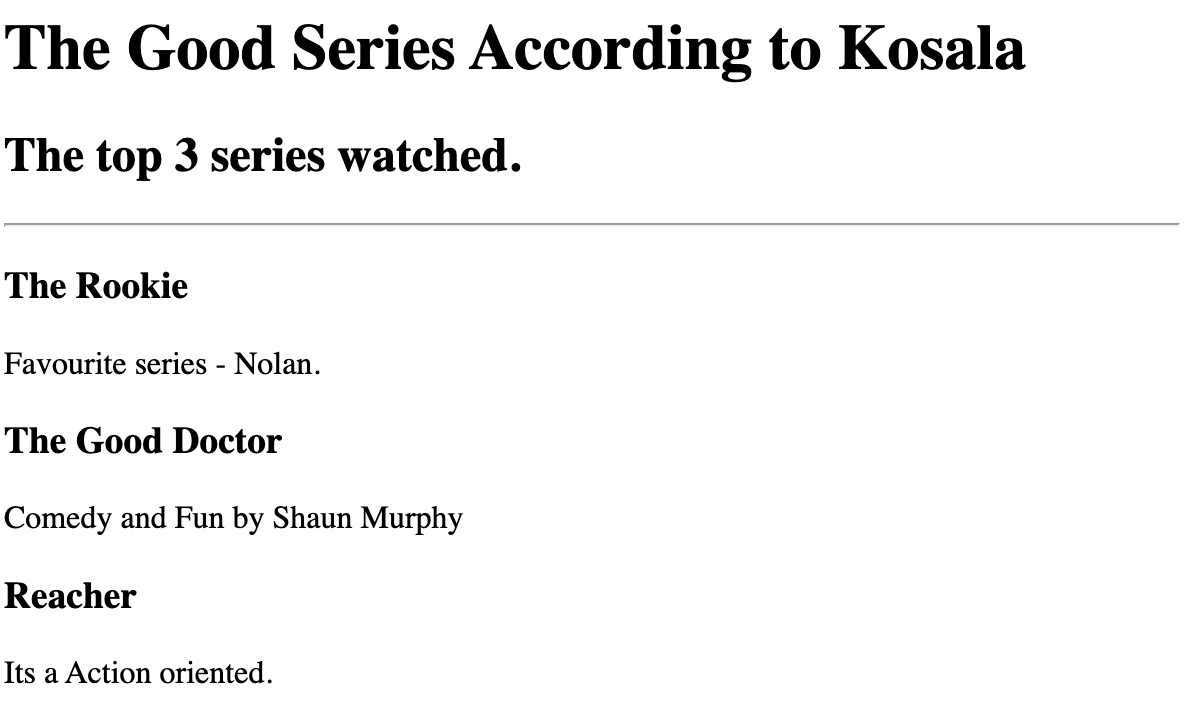 The Good Series According to Kosala
The top 3 series watched.
The Rookie
Favourite series - Nolan.
The Good Doctor
Comedy and Fun by Shaun Murphy
Reacher
Its a Action oriented.